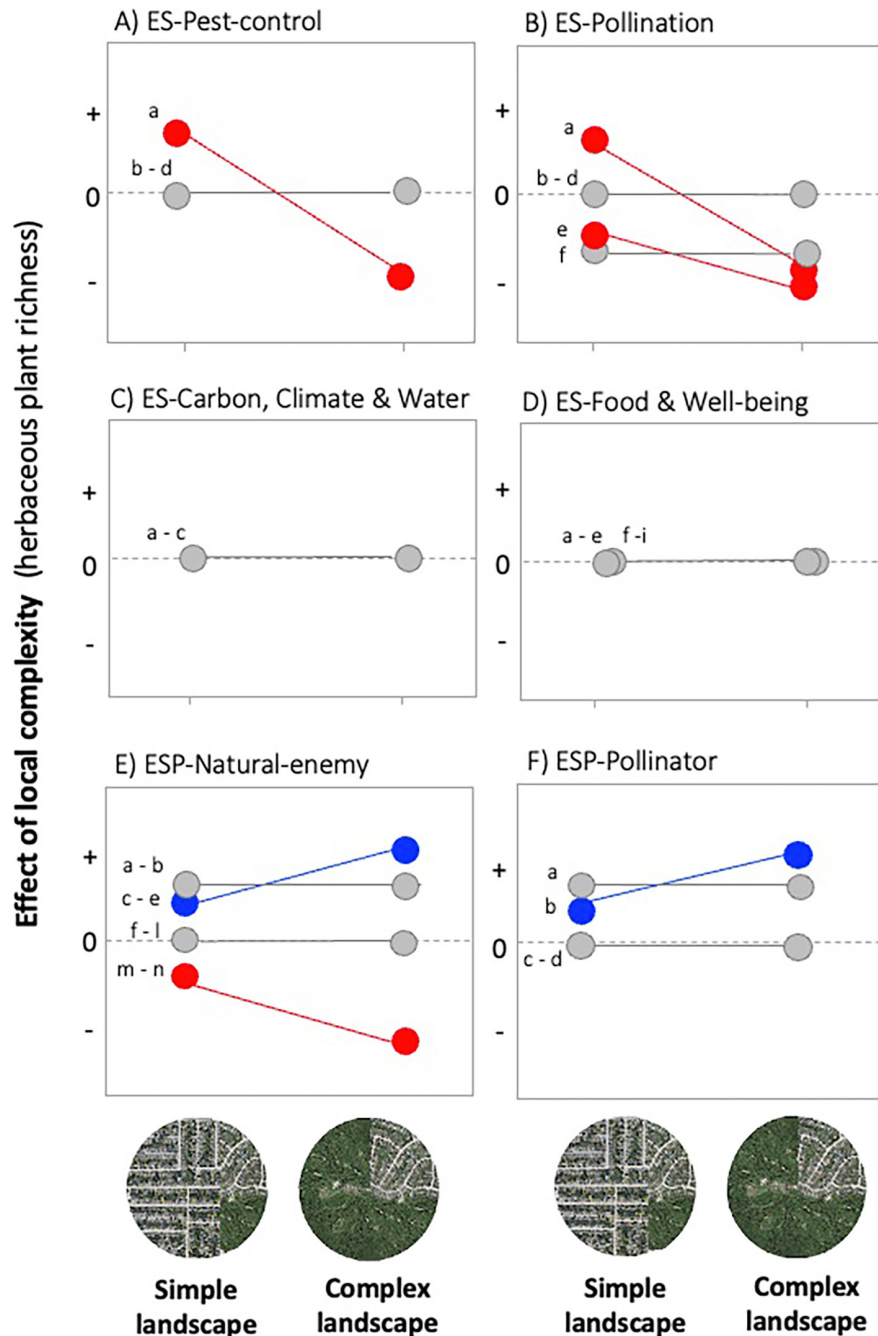 Effect of local complexity (herbaceous plant richness)
A) ES-Pest-control
+
0
-
a
b - d
B) ES-Pollination
+
0
-
a
b - d
e
f
C) ES-Carbon, Climate & Water
+
0
-
a - c
D) ES-Food & Well-being
+
0
-
a - e f -i
E) ESP-Natural-enemy
+
0
-
a - b
c - e
f - l
m - n
F) ESP-Pollinator
+
0
-
a
b
c - d
Simple
landscape
Complex
landscape
Simple
landscape
Complex
landscape